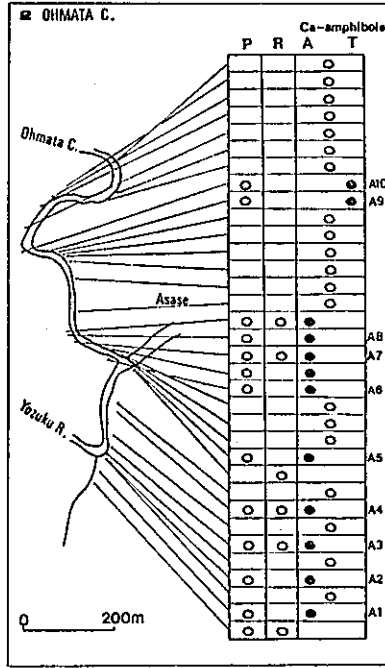 OHMATA C.
Ca-amphibole
P R A T
Ohmata C.
A10
A9
Asase
A8
A7
A6
Yozuku R.
A5
A4
A3
A2
A1
0 200m